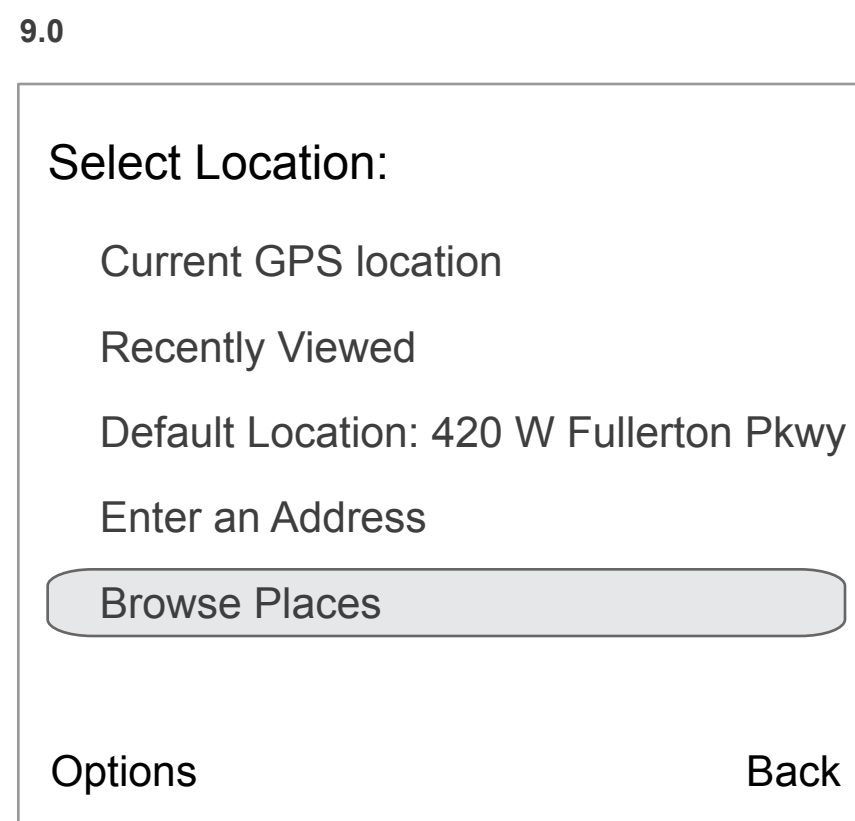 9.0
Select Location:
Current GPS location
Recently Viewed
Default Location: 420 W Fullerton Pkwy
Enter an Address
Browse Places
Options Back